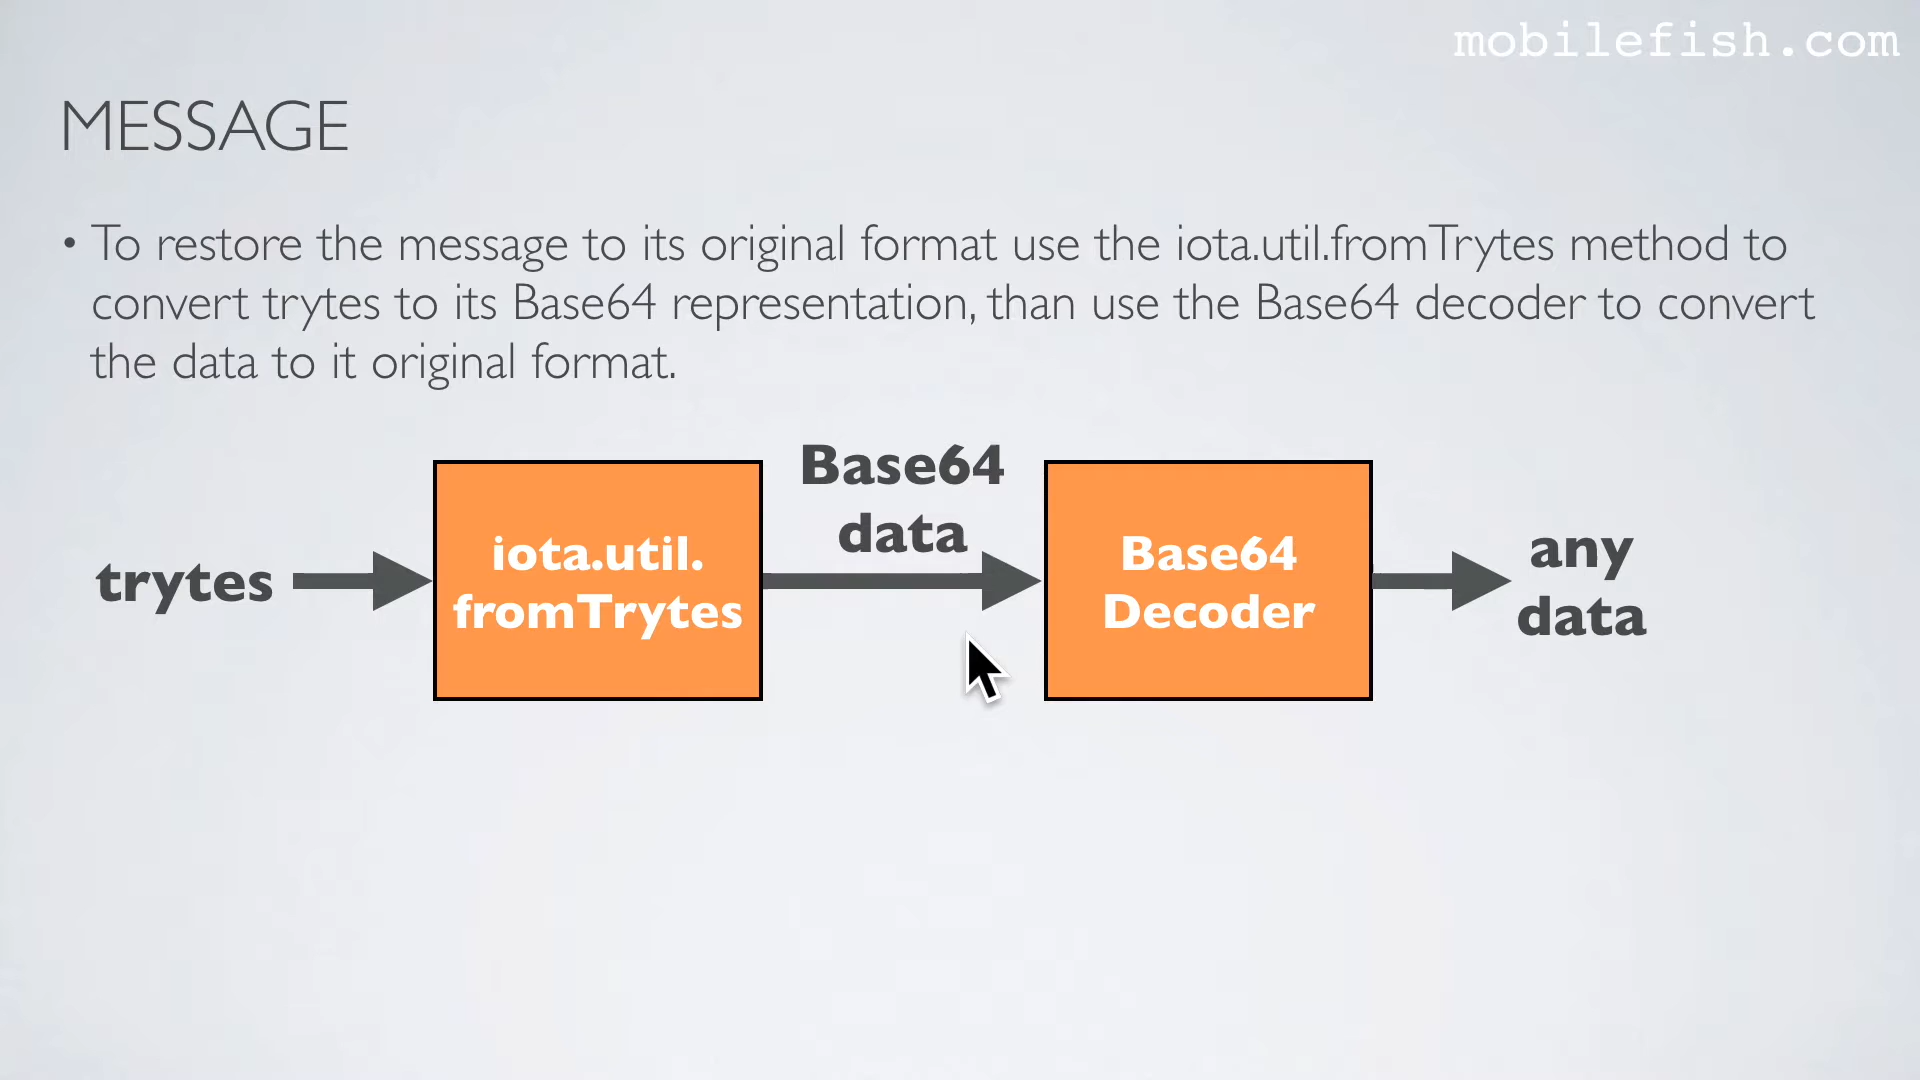 mobilefish.com
MESSAGE
• To restore the message to its original format use the iota.util.fromTrytes method to
convert trytes to its Base64 representation, than use the Base64 decoder to convert
the data to it original format.
trytes
iota.util.
fromTrytes
Base64
data
Base64
Decoder
any
data